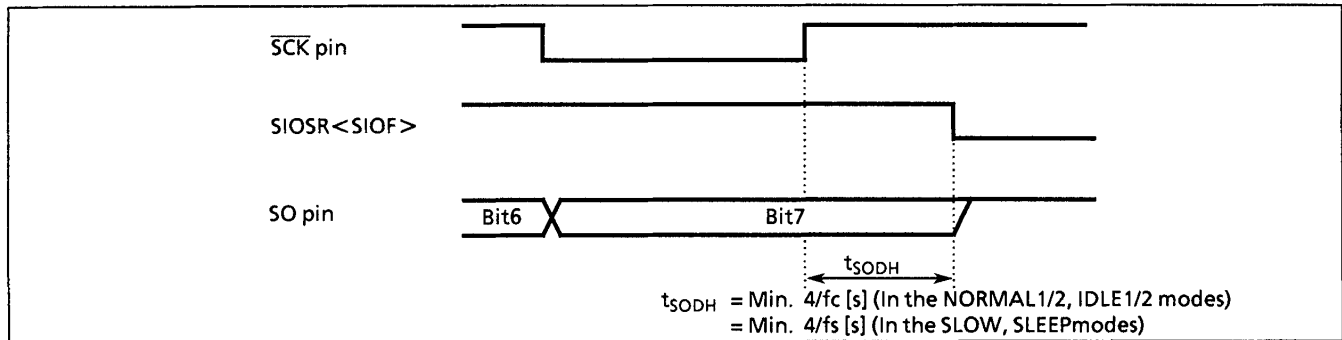 SCK pin
SIOSR<SIOF>
SO pin
Bit6
Bit7
tSODH
tSODH = Min. 4/fc [s] (In the NORMAL1/2, IDLE1/2 modes)
= Min. 4/fs [s] (In the SLOW, SLEEPmodes)